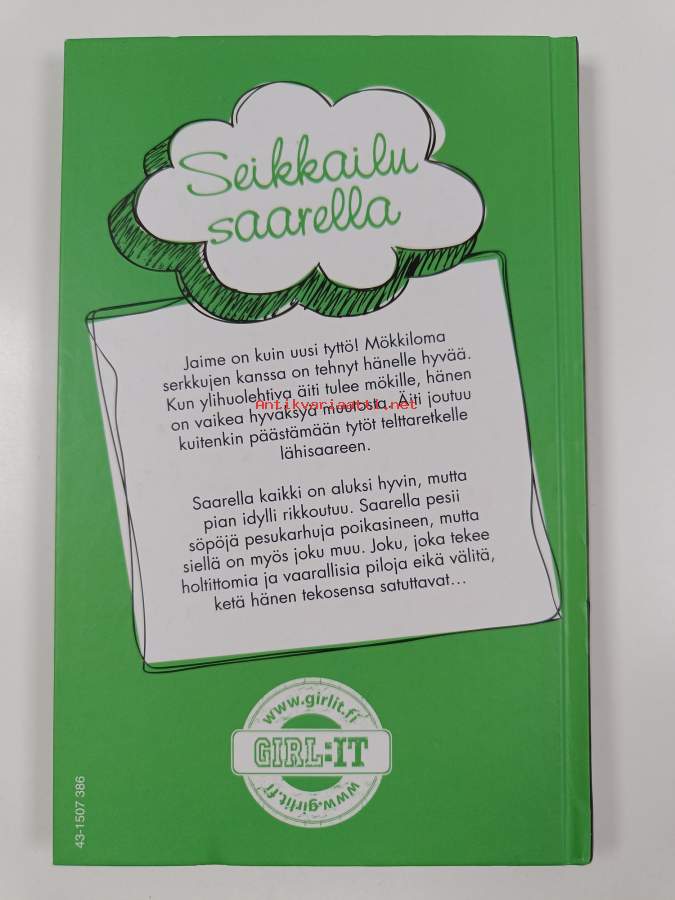 Seikkailu
saarella
Jaime on kuin uusi tyttö! Mökkiloma
serkkujen kanssa on tehnyt hänelle hyvää.
Kun ylihuolehtiva äiti tulee mökille, hänen
Antikvariaatti.net
on vaikea hyväksyä muutosta. Äiti joutuu
kuitenkin päästämään tytöt telttaretkelle
lähisaareen.
Saarella kaikki on aluksi hyvin, mutta
pian idylli rikkoutuu. Saarella pesii
söpöjä pesukarhuja poikasineen, mutta
siellä on myös joku muu. Joku, joka tekee
holtittomia ja vaarallisia piloja eikä välitä,
ketä hänen tekosensa satuttavat...
www.girlit.fi
GIRL:IT
www.girlit.fi
43-1507 386